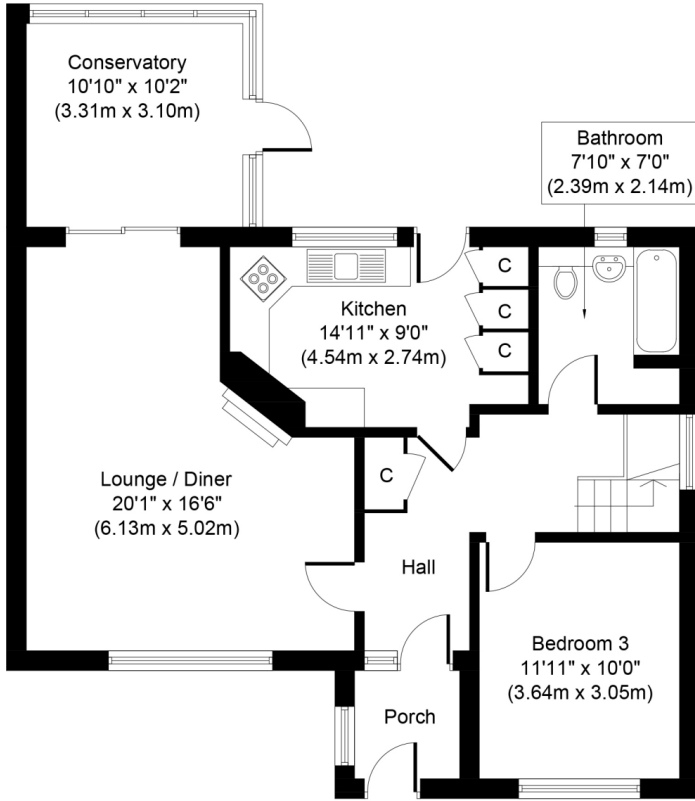 Conservatory
10'10" x 10'2"
(3.31m x 3.10m)
Bathroom
7'10" x 7'0"
(2.39m x 2.14m)
C
C
C
Kitchen
14'11" x 9'0"
(4.54m x 2.74m)
C
Lounge / Diner
20'1" x 16'6"
(6.13m x 5.02m)
Hall
Bedroom 3
11'11" x 10'0"
(3.64m x 3.05m)
Porch